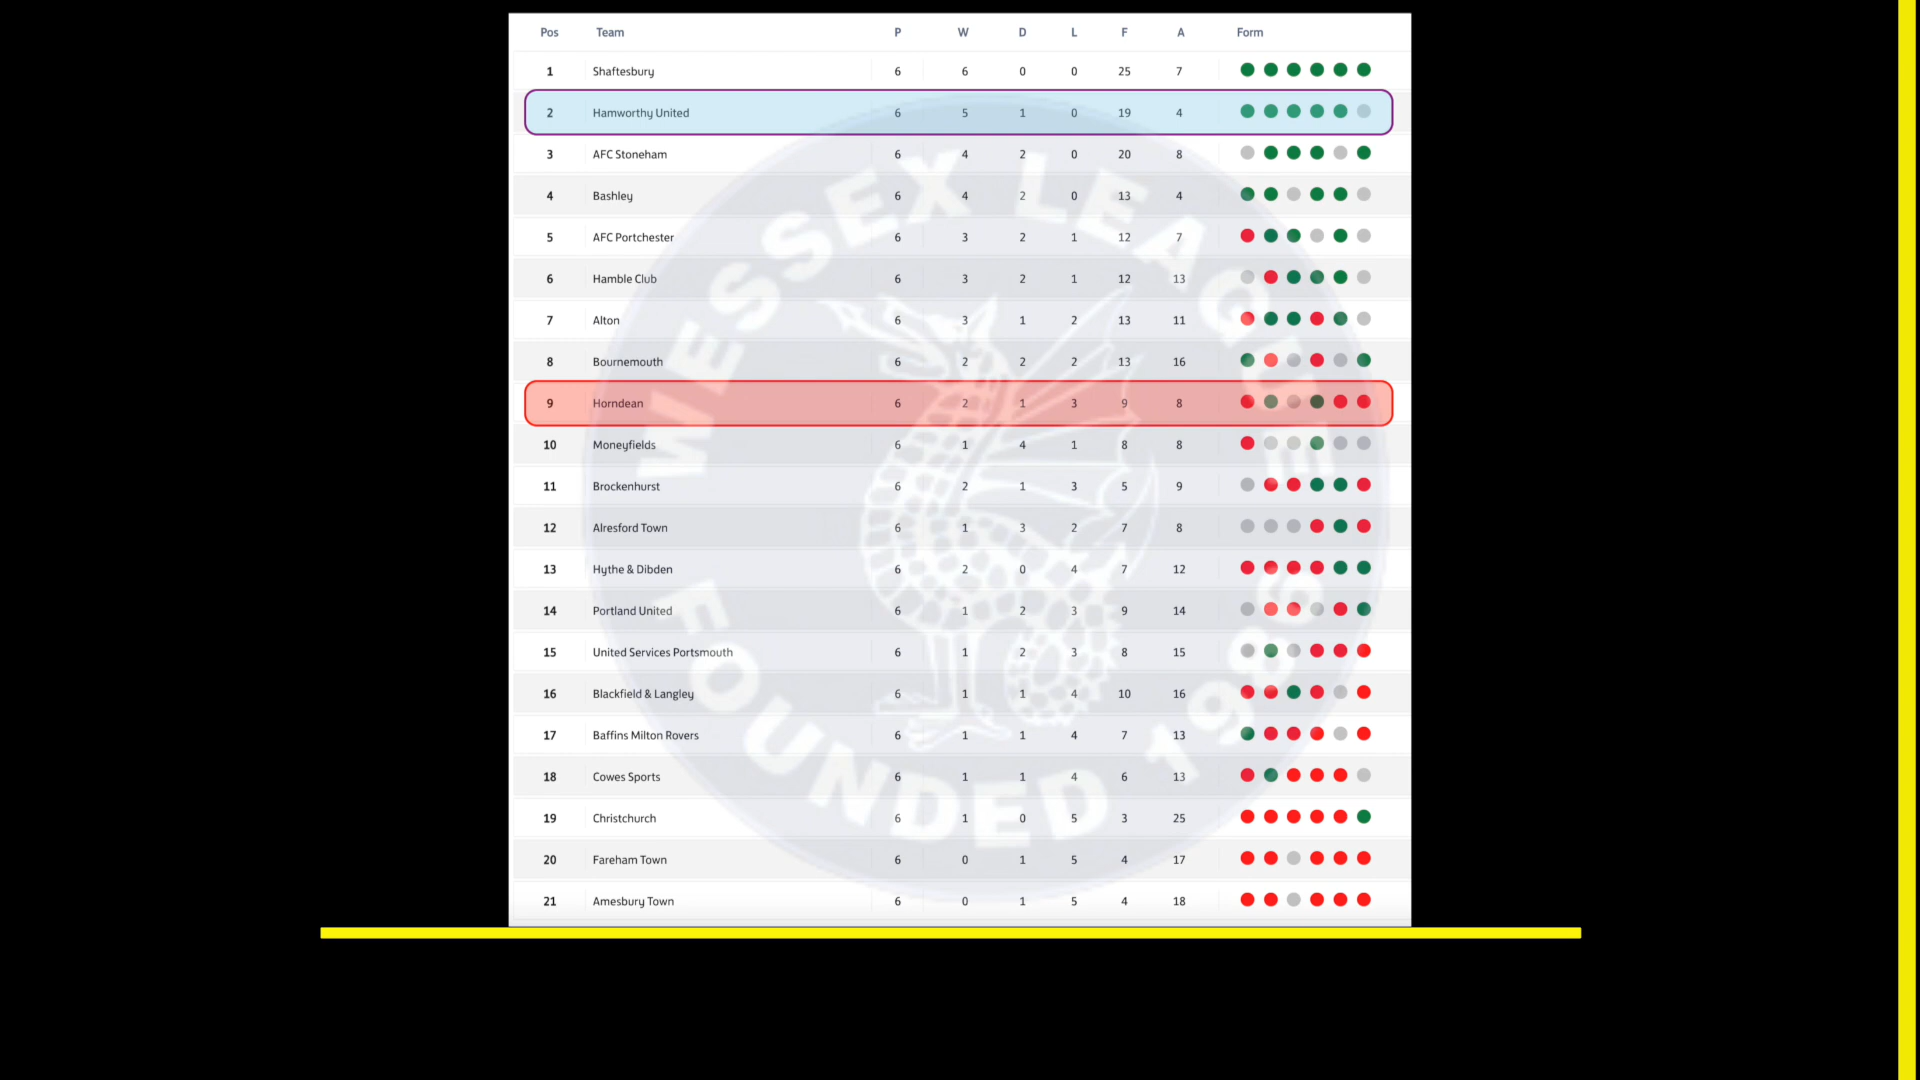 Pos Team P W D L F A Form
1 Shaftesbury 6 6 0 0 25 7
2 Hamworthy United 6 5 1 0 19 4
3 AFC Stoneham 6 4 2 0 20 8
4 Bashley 6 4 2 0 13 4
5 AFC Portchester 6 3 2 1 12 7
6 Hamble Club 6 3 2 1 12 13
7 Alton 6 3 1 2 13 11
8 Bournemouth 6 2 2 2 13 16
9 Horndean 6 2 1 3 9 8
10 Moneyfields 6 1 4 1 8 8
11 Brockenhurst 6 2 1 3 5 9
12 Alresford Town 6 1 3 2 7 8
13 Hythe & Dibden 6 2 0 4 7 12
14 Portland United 6 1 2 3 9 14
15 United Services Portsmouth 6 1 2 3 8 15
16 Blackfield & Langley 6 1 1 4 10 16
17 Baffins Milton Rovers 6 1 1 4 7 13
18 Cowes Sports 6 1 1 4 6 13
19 Christchurch 6 1 0 5 3 25
20 Fareham Town 6 0 1 5 4 17
21 Amesbury Town 6 0 1 5 4 18
WESSEX LEAGUE
FOUNDED 1986